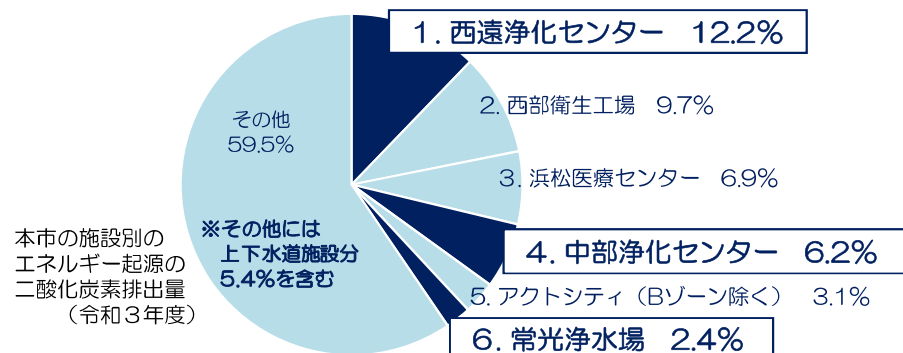 1. 西遠浄化センター 12.2%
2. 西部衛生工場 9.7%
3. 浜松医療センター 6.9%
4. 中部浄化センター 6.2%
5. アクトシティ（Bゾーン除く） 3.1%
6. 常光浄水場 2.4%
その他
59.5%
※その他には
上下水道施設分
5.4%を含む
本市の施設別の
エネルギー起源の
二酸化炭素排出量
（令和３年度）